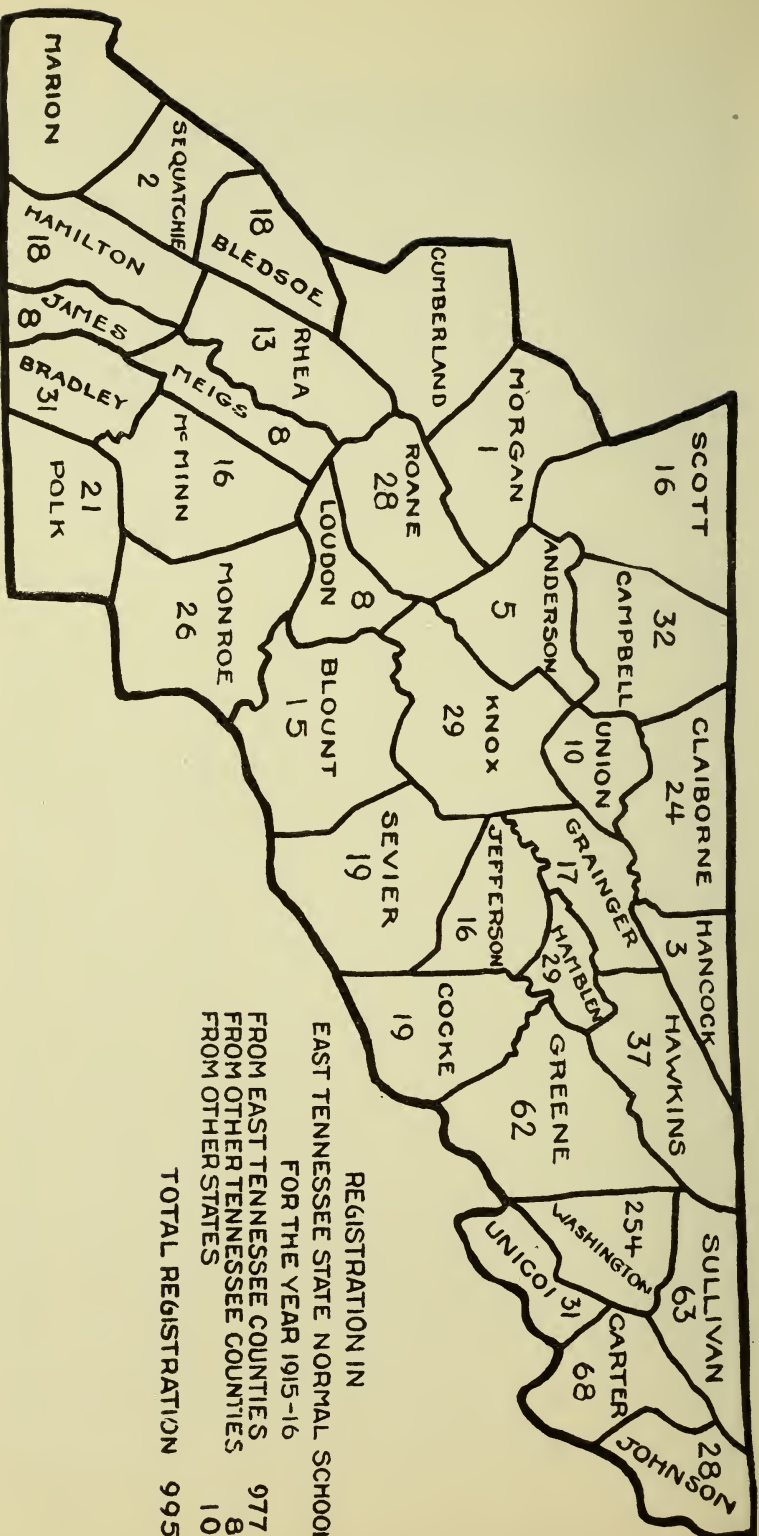 SCOTT
16
CAMPBELL
32
CLAIBORNE
24
HANCOCK
3
HAWKINS
37
SULLIVAN
63
JOHNSON
28
CARTER
68
WASHINGTON
254
UNICOI
31
GREENE
62
HAMBLEN
29
GRAINGER
17
UNION
10
ANDERSON
5
MORGAN
1
CUMBERLAND
ROANE
28
KNOX
29
JEFFERSON
16
COCKE
19
SEVIER
19
BLOUNT
15
LOUDON
8
MONROE
26
McMINN
16
MEIGS
8
RHEA
13
BLEDSOE
18
SEQUATCHIE
2
MARION
HAMILTON
18
JAMES
8
BRADLEY
31
POLK
21
REGISTRATION IN
EAST TENNESSEE STATE NORMAL SCHOOL
FOR THE YEAR 1915-16
FROM EAST TENNESSEE COUNTIES 977
FROM OTHER TENNESSEE COUNTIES 8
FROM OTHER STATES 10
TOTAL REGISTRATION 995